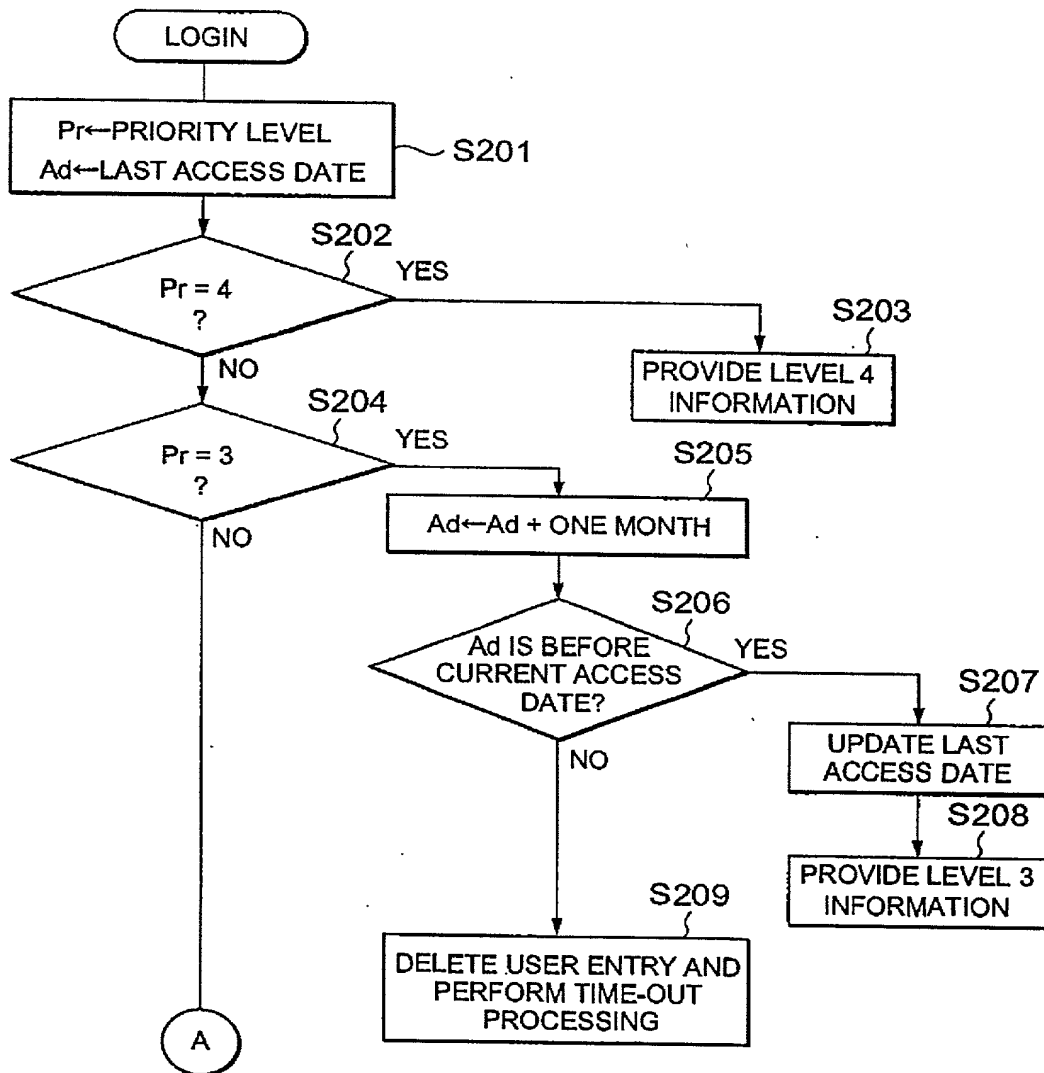 LOGIN
Pr←PRIORITY LEVEL
Ad←LAST ACCESS DATE
S201
S202
Pr = 4
?
YES
NO
S203
PROVIDE LEVEL 4
INFORMATION
S204
Pr = 3
?
YES
NO
S205
Ad←Ad + ONE MONTH
S206
Ad IS BEFORE
CURRENT ACCESS
DATE?
YES
NO
S207
UPDATE LAST
ACCESS DATE
S208
PROVIDE LEVEL 3
INFORMATION
S209
DELETE USER ENTRY AND
PERFORM TIME-OUT
PROCESSING
A